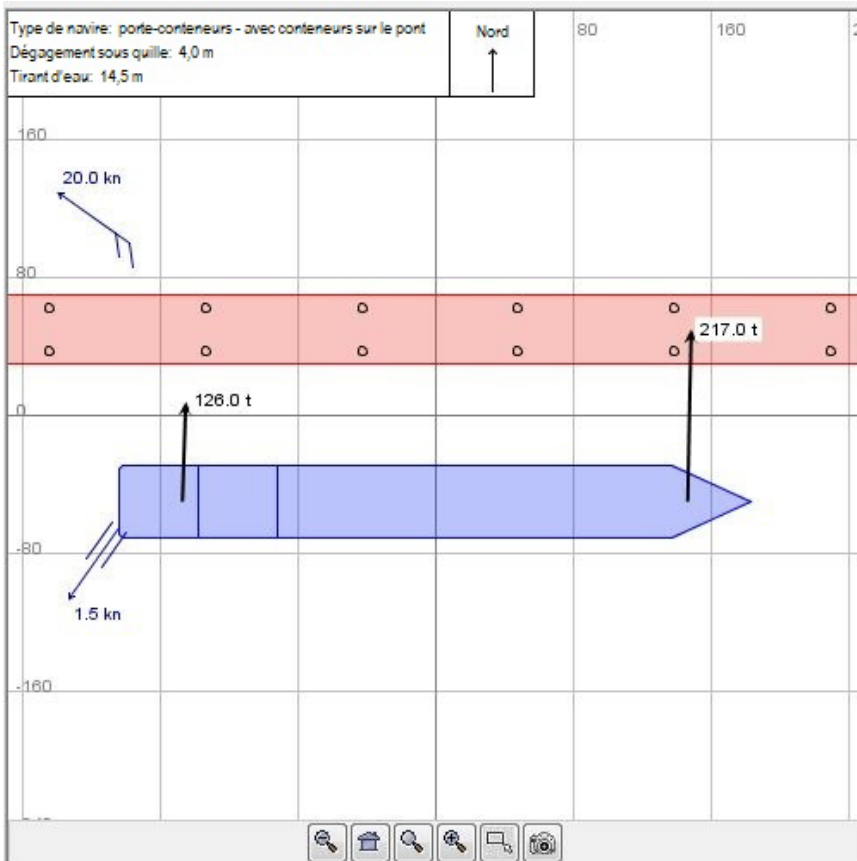 Type de navire: porte-conteneurs - avec conteneurs sur le pont
Dégagement sous quille: 4,0 m
Tirant d'eau: 14,5 m
Nord
80
160
160
20.0 kn
80
217.0 t
126.0 t
0
-80
1.5 kn
-160